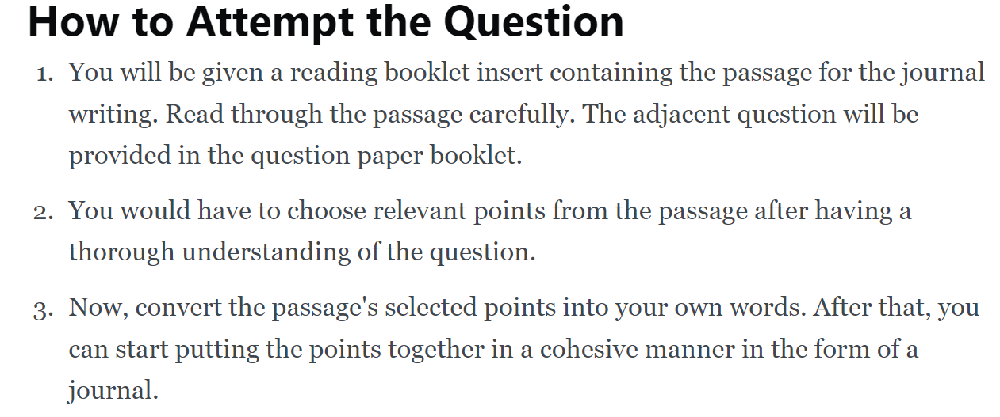 How to Attempt the Question
1. You will be given a reading booklet insert containing the passage for the journal
writing. Read through the passage carefully. The adjacent question will be
provided in the question paper booklet.
2. You would have to choose relevant points from the passage after having a
thorough understanding of the question.
3. Now, convert the passage's selected points into your own words. After that, you
can start putting the points together in a cohesive manner in the form of a
journal.